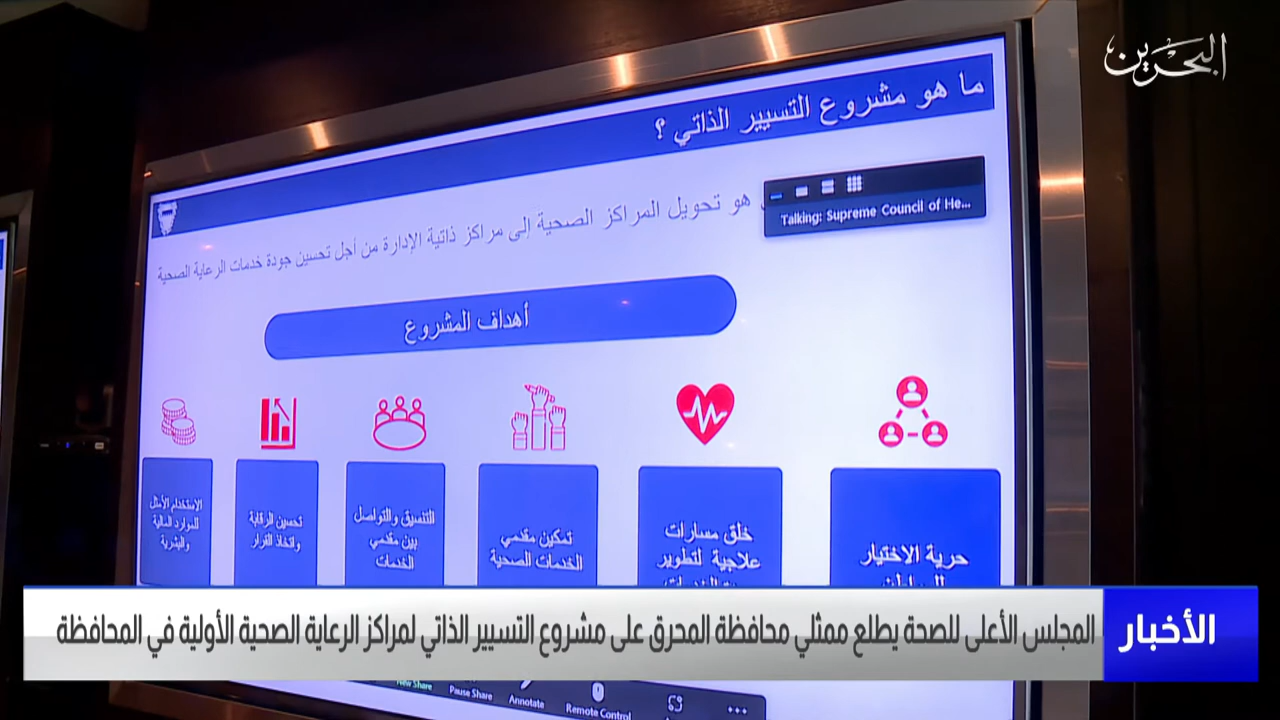 البحرين
ما هو مشروع التسيير الذاتي ؟
Talking: Supreme Council of He...
هو تحويل المراكز الصحية إلى مراكز ذاتية الإدارة من أجل تحسين جودة خدمات الرعاية الصحية
أهداف المشروع
حرية الاختيار
خلق مسارات
علاجية لتطوير
تمكين مقدمي
الخدمات الصحية
التنسيق والتواصل
بين مقدمي
الخدمات
تحسين الرقابة
واتخاذ القرار
الاستخدام الأمثل
للموارد المالية
والبشرية
الأخبار
المجلس الأعلى للصحة يطلع ممثلي محافظة المحرق على مشروع التسيير الذاتي لمراكز الرعاية الصحية الأولية في المحافظة
New Share
Pause Share
Annotate
Remote Control